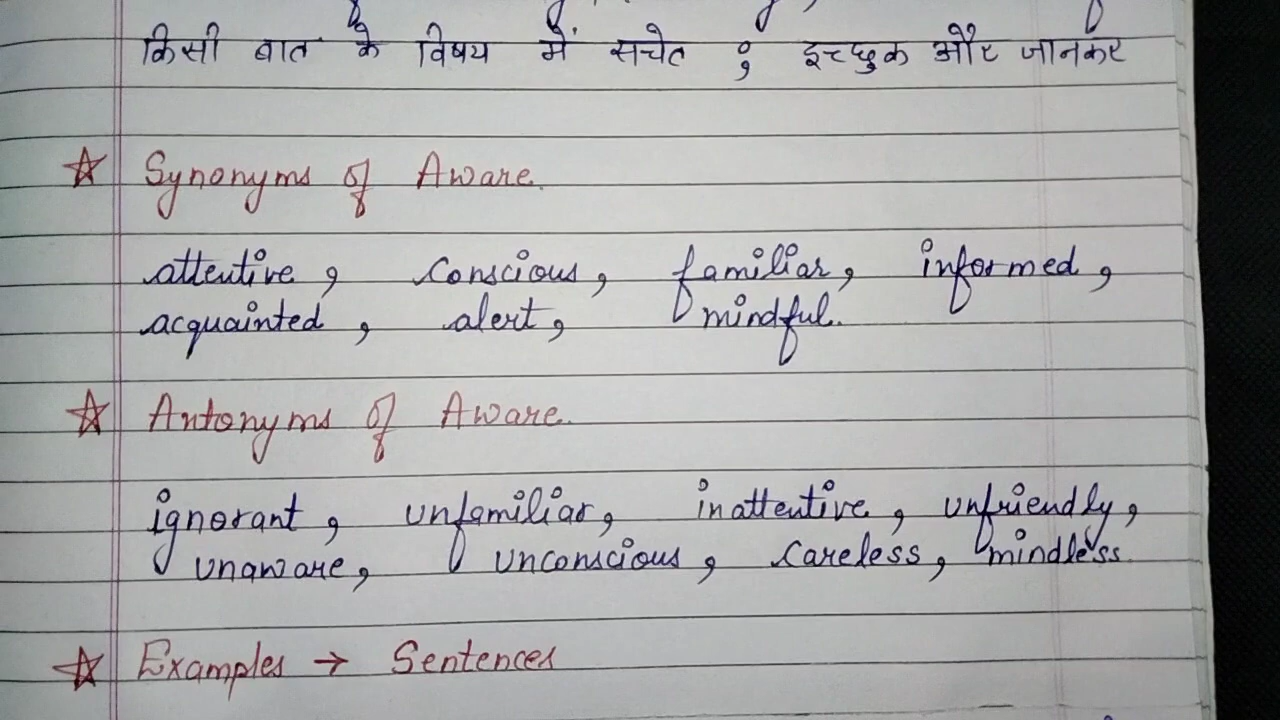 किसी बात के विषय में सचेत ; इच्छुक और जानकर
☆ Synonyms of Aware.
attentive, conscious, familiar, informed,
acquainted, alert, mindful.
☆ Antonyms of Aware.
ignorant, unfamiliar, inattentive, unfriendly,
unaware, unconscious, careless, mindless.
☆ Examples → Sentences